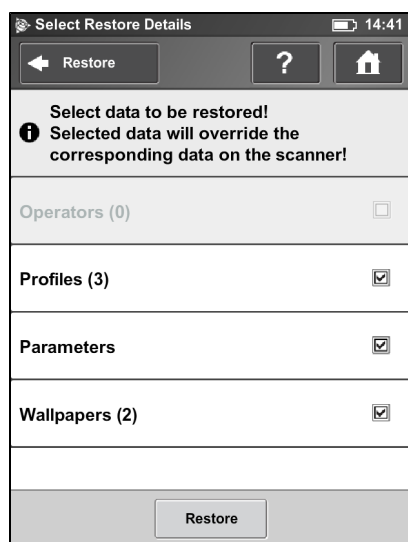 Select Restore Details 14:41
Restore ?
Select data to be restored!
Selected data will override the
corresponding data on the scanner!
Operators (0)
Profiles (3)
Parameters
Wallpapers (2)
Restore